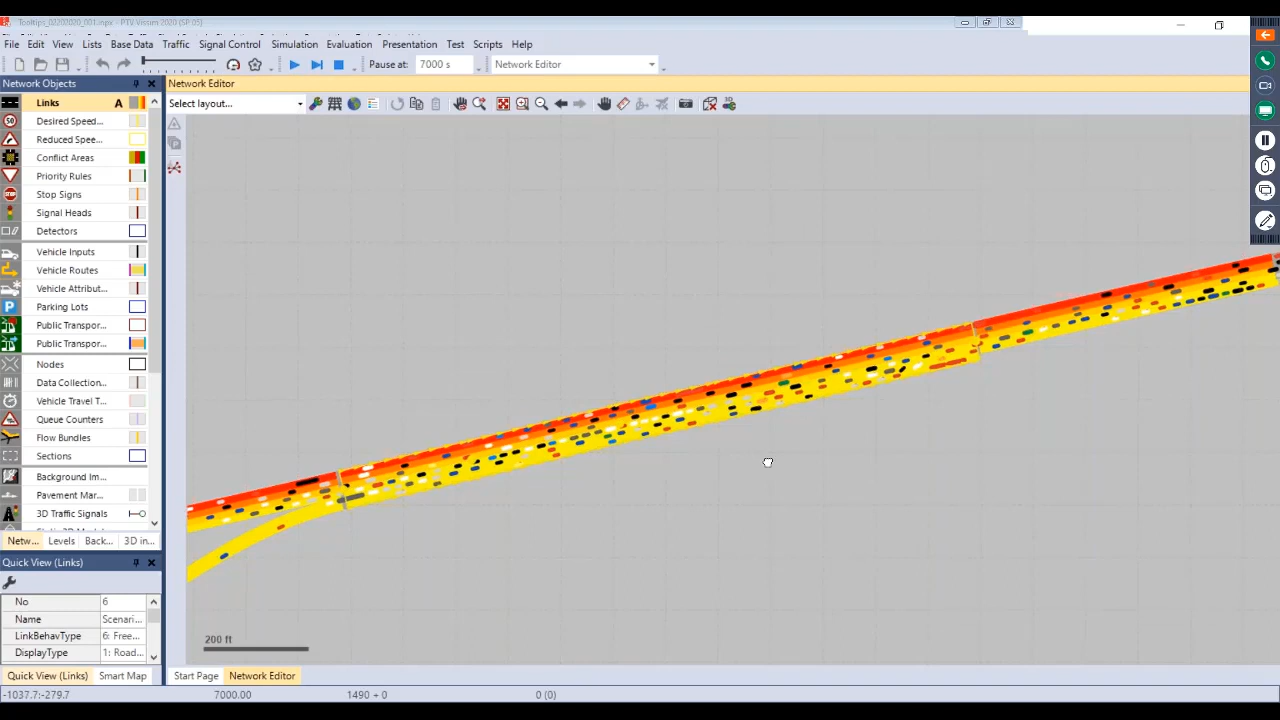 Tooltips_02202020_001.inpx - PTV Vissim 2020 (SP 05)
File Edit View Lists Base Data Traffic Signal Control Simulation Evaluation Presentation Test Scripts Help
Pause at: 7000 s Network Editor
Network Objects
Network Editor
Links A
Select layout...
50 Desired Speed...
Reduced Spee...
Conflict Areas
Priority Rules
STOP Stop Signs
Signal Heads
Detectors
Vehicle Inputs
Vehicle Routes
Vehicle Attribut...
P Parking Lots
Public Transpor...
Public Transpor...
Nodes
Data Collection...
Vehicle Travel T...
Queue Counters
Flow Bundles
Sections
Background Im...
Pavement Mar...
3D Traffic Signals
Netw... Levels Back... 3D in...
Quick View (Links)
No 6
Name Scenari...
LinkBehavType 6: Free...
DisplayType 1: Road...
200 ft
Quick View (Links) Smart Map Start Page Network Editor
-1037.7:-279.7 7000.00 1490 + 0 0 (0)